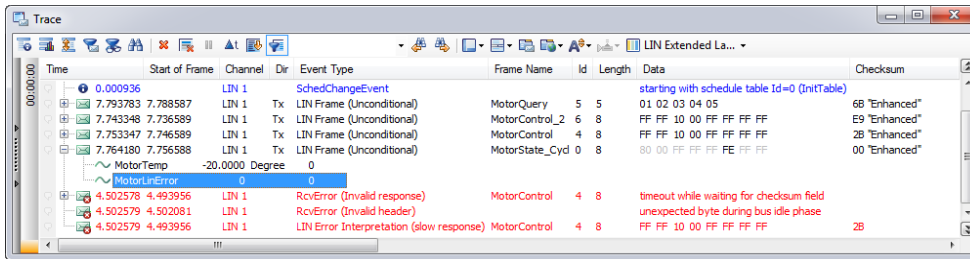 Trace
LIN Extended La...
00:00:00
Time Start of Frame Channel Dir Event Type Frame Name Id Length Data Checksum
0.000936 LIN 1 SchedChangeEvent starting with schedule table Id=0 (InitTable)
7.793783 7.788587 LIN 1 Tx LIN Frame (Unconditional) MotorQuery 5 5 01 02 03 04 05 6B "Enhanced"
7.743348 7.736589 LIN 1 Tx LIN Frame (Unconditional) MotorControl_2 6 8 FF FF 10 00 FF FF FF FF E9 "Enhanced"
7.753347 7.746589 LIN 1 Tx LIN Frame (Unconditional) MotorControl 4 8 FF FF 10 00 FF FF FF FF 2B "Enhanced"
7.764180 7.756588 LIN 1 Tx LIN Frame (Unconditional) MotorState_Cycl 0 8 80 00 FF FF FF FE FF FF 00 "Enhanced"
MotorTemp -20.0000 Degree 0
MotorLinError 0 0
4.502578 4.493956 LIN 1 RcvError (Invalid response) MotorControl 4 8 timeout while waiting for checksum field
4.502579 4.502081 LIN 1 RcvError (Invalid header) unexpected byte during bus idle phase
4.502579 4.493956 LIN 1 LIN Error Interpretation (slow response) MotorControl 4 8 FF FF 10 00 FF FF FF FF 2B